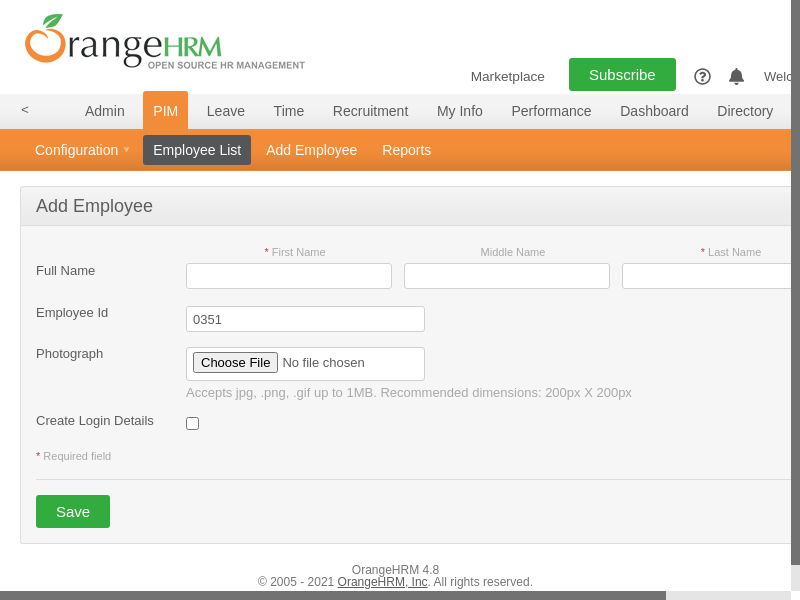 OrangeHRM
OPEN SOURCE HR MANAGEMENT
Marketplace Subscribe
< Admin PIM Leave Time Recruitment My Info Performance Dashboard Directory
Configuration Employee List Add Employee Reports
Add Employee
* First Name Middle Name * Last Name
Full Name
Employee Id 0351
Photograph Choose File No file chosen
Accepts jpg, .png, .gif up to 1MB. Recommended dimensions: 200px X 200px
Create Login Details
* Required field
Save
OrangeHRM 4.8
© 2005 - 2021 OrangeHRM, Inc. All rights reserved.